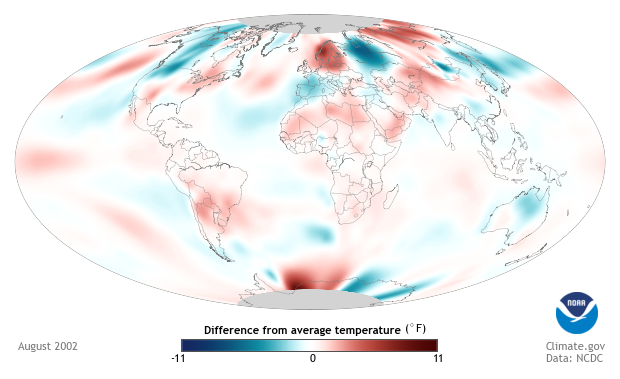 NOAA
Difference from average temperature (°F)
-11 0 11
August 2002
Climate.gov
Data: NCDC